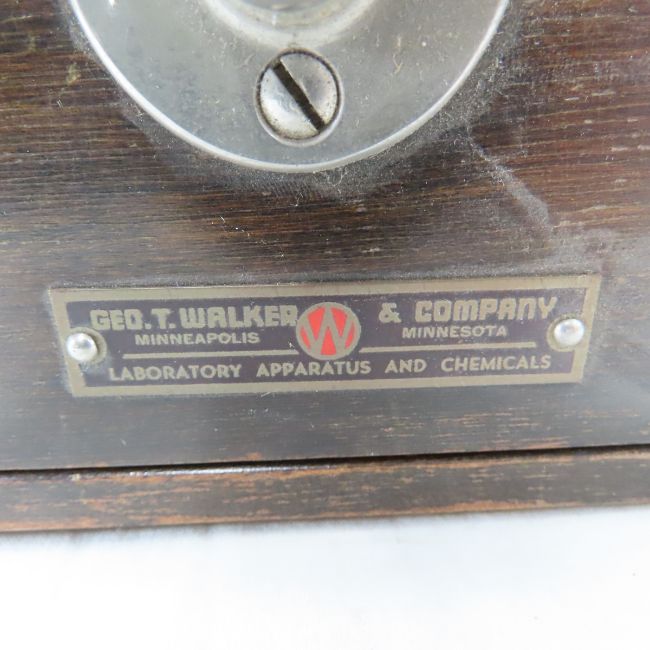 GEO. T. WALKER W & COMPANY
MINNEAPOLIS MINNESOTA
LABORATORY APPARATUS AND CHEMICALS